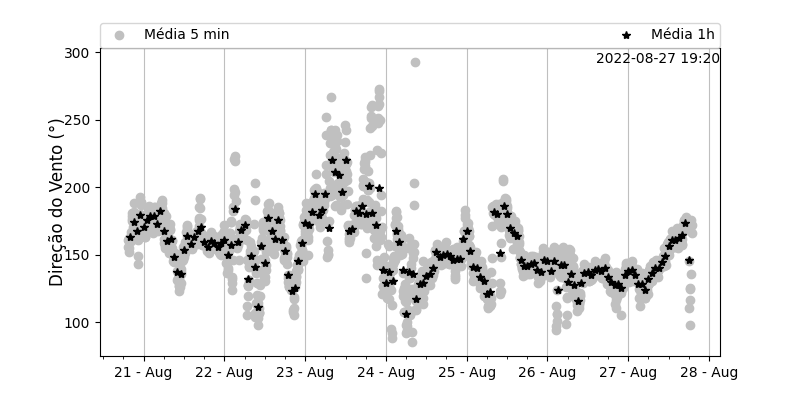 Média 5 min
Média 1h
2022-08-27 19:20
Direção do Vento (°)
300
250
200
150
100
21 - Aug
22 - Aug
23 - Aug
24 - Aug
25 - Aug
26 - Aug
27 - Aug
28 - Aug